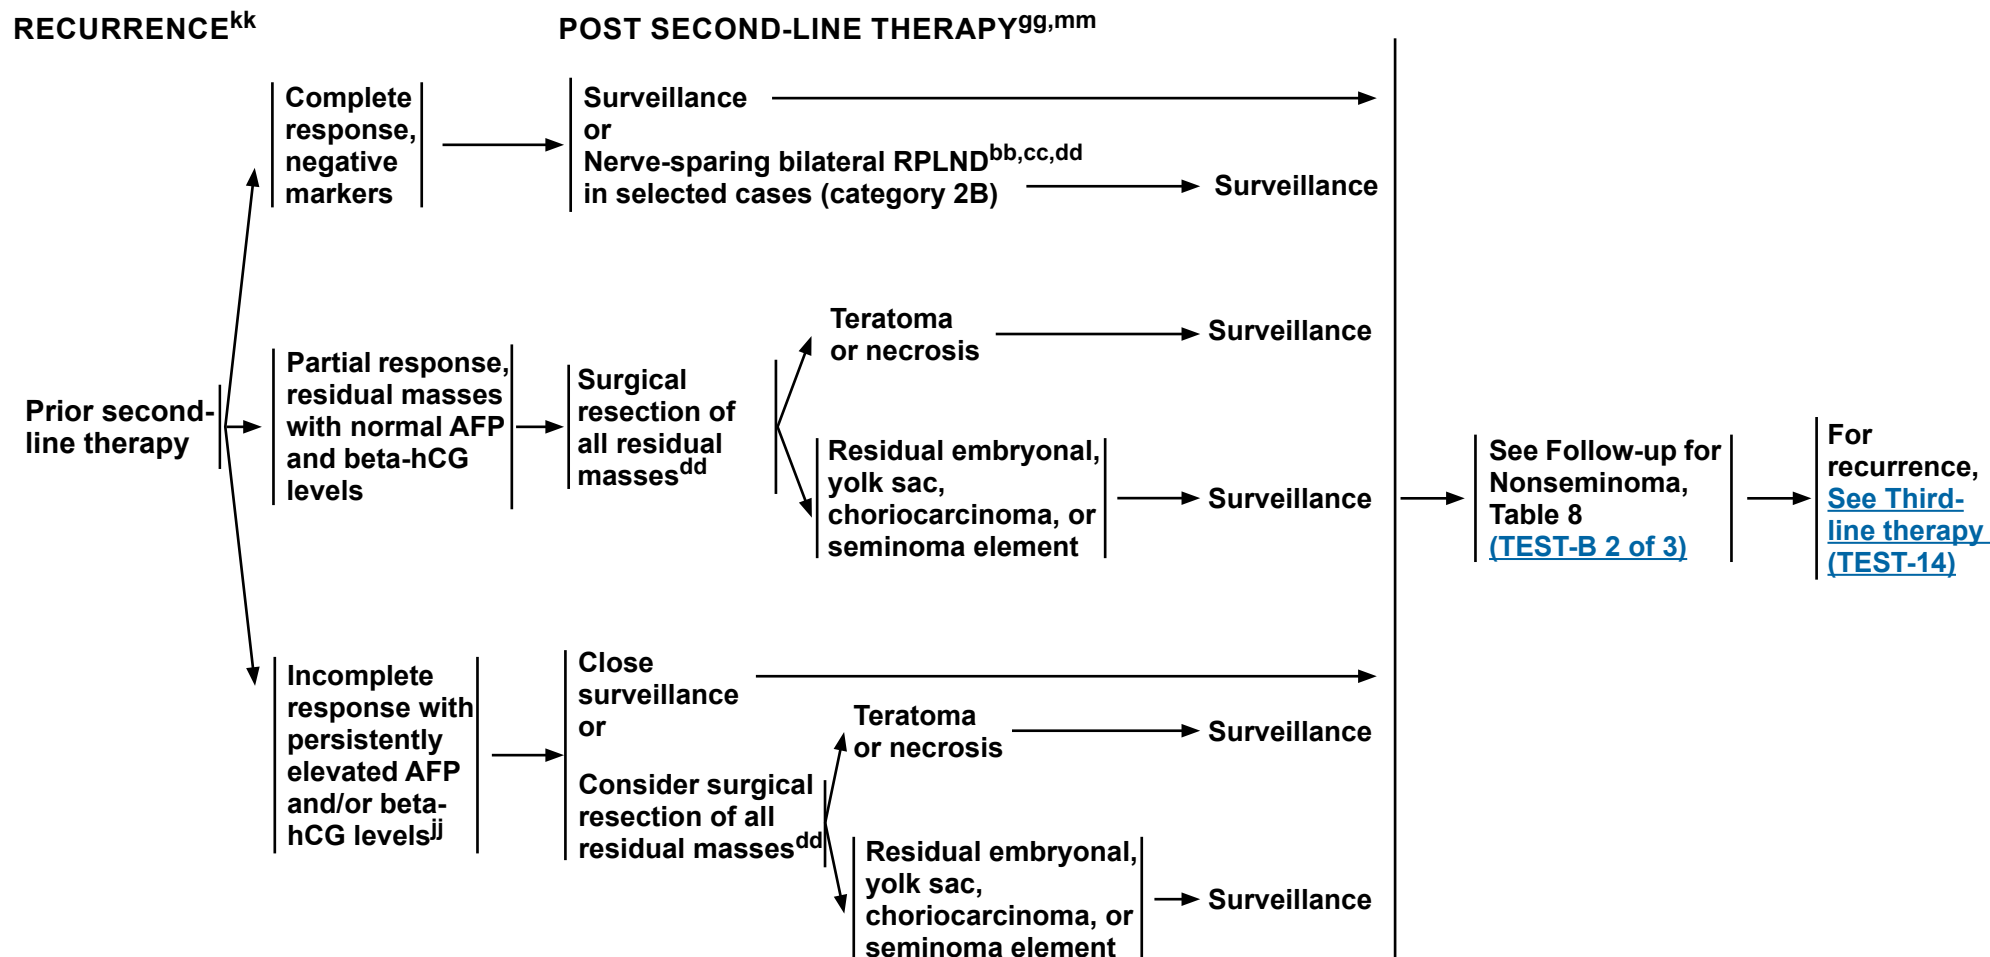 RECURRENCEkk
POST SECOND-LINE THERAPYgg,mm
Prior second-
line therapy
Complete
response,
negative
markers
Surveillance
or
Nerve-sparing bilateral RPLNDbb,cc,dd
in selected cases (category 2B)
Surveillance
Partial response,
residual masses
with normal AFP
and beta-hCG
levels
Surgical
resection of
all residual
massesdd
Teratoma
or necrosis
Surveillance
Residual embryonal,
yolk sac,
choriocarcinoma, or
seminoma element
Surveillance
Incomplete
response with
persistently
elevated AFP
and/or beta-
hCG levelsjj
Close
surveillance
or
Consider surgical
resection of all
residual massesdd
Teratoma
or necrosis
Surveillance
Residual embryonal,
yolk sac,
choriocarcinoma, or
seminoma element
Surveillance
See Follow-up for
Nonseminoma,
Table 8
(TEST-B 2 of 3)
For
recurrence,
See Third-
line therapy
(TEST-14)